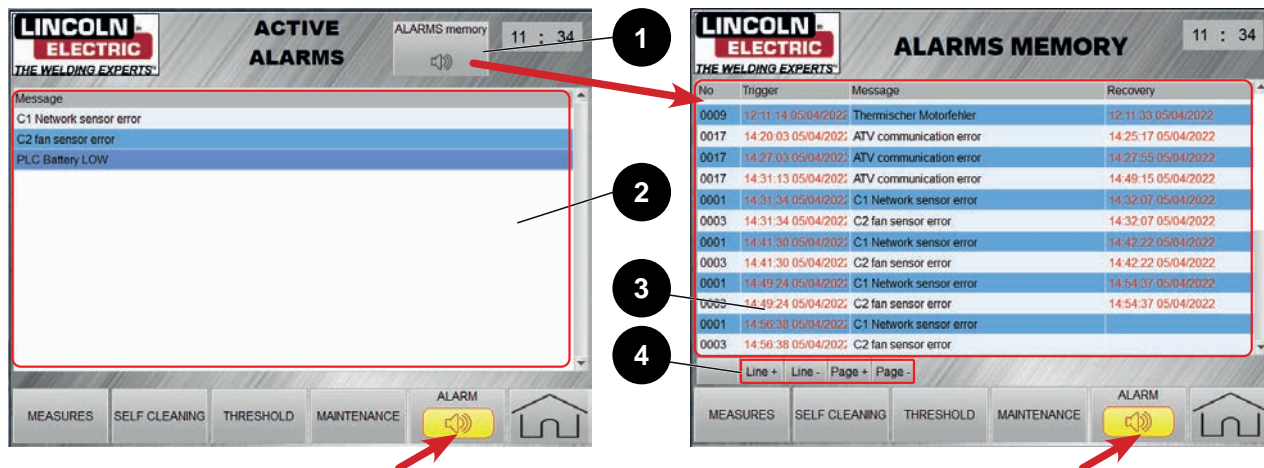 LINCOLN
ELECTRIC
THE WELDING EXPERTS
ACTIVE
ALARMS
ALARMS memory
11 : 34
Message
C1 Network sensor error
C2 fan sensor error
PLC Battery LOW
MEASURES
SELF CLEANING
THRESHOLD
MAINTENANCE
ALARM
1
2
3
4
LINCOLN
ELECTRIC
THE WELDING EXPERTS
ALARMS MEMORY
11 : 34
No Trigger Message Recovery
0009 12:11:14 05/04/2022 Thermischer Motorfehler 12:11:33 05/04/2022
0017 14:20:03 05/04/2022 ATV communication error 14:25:17 05/04/2022
0017 14:27:03 05/04/2022 ATV communication error 14:27:55 05/04/2022
0017 14:31:13 05/04/2022 ATV communication error 14:49:15 05/04/2022
0001 14:31:34 05/04/2022 C1 Network sensor error 14:32:07 05/04/2022
0003 14:31:34 05/04/2022 C2 fan sensor error 14:32:07 05/04/2022
0001 14:41:30 05/04/2022 C1 Network sensor error 14:42:22 05/04/2022
0003 14:41:30 05/04/2022 C2 fan sensor error 14:42:22 05/04/2022
0001 14:49:24 05/04/2022 C1 Network sensor error 14:54:37 05/04/2022
0003 14:49:24 05/04/2022 C2 fan sensor error 14:54:37 05/04/2022
0001 14:56:38 05/04/2022 C1 Network sensor error
0003 14:56:38 05/04/2022 C2 fan sensor error
Line + Line - Page + Page -
MEASURES
SELF CLEANING
THRESHOLD
MAINTENANCE
ALARM